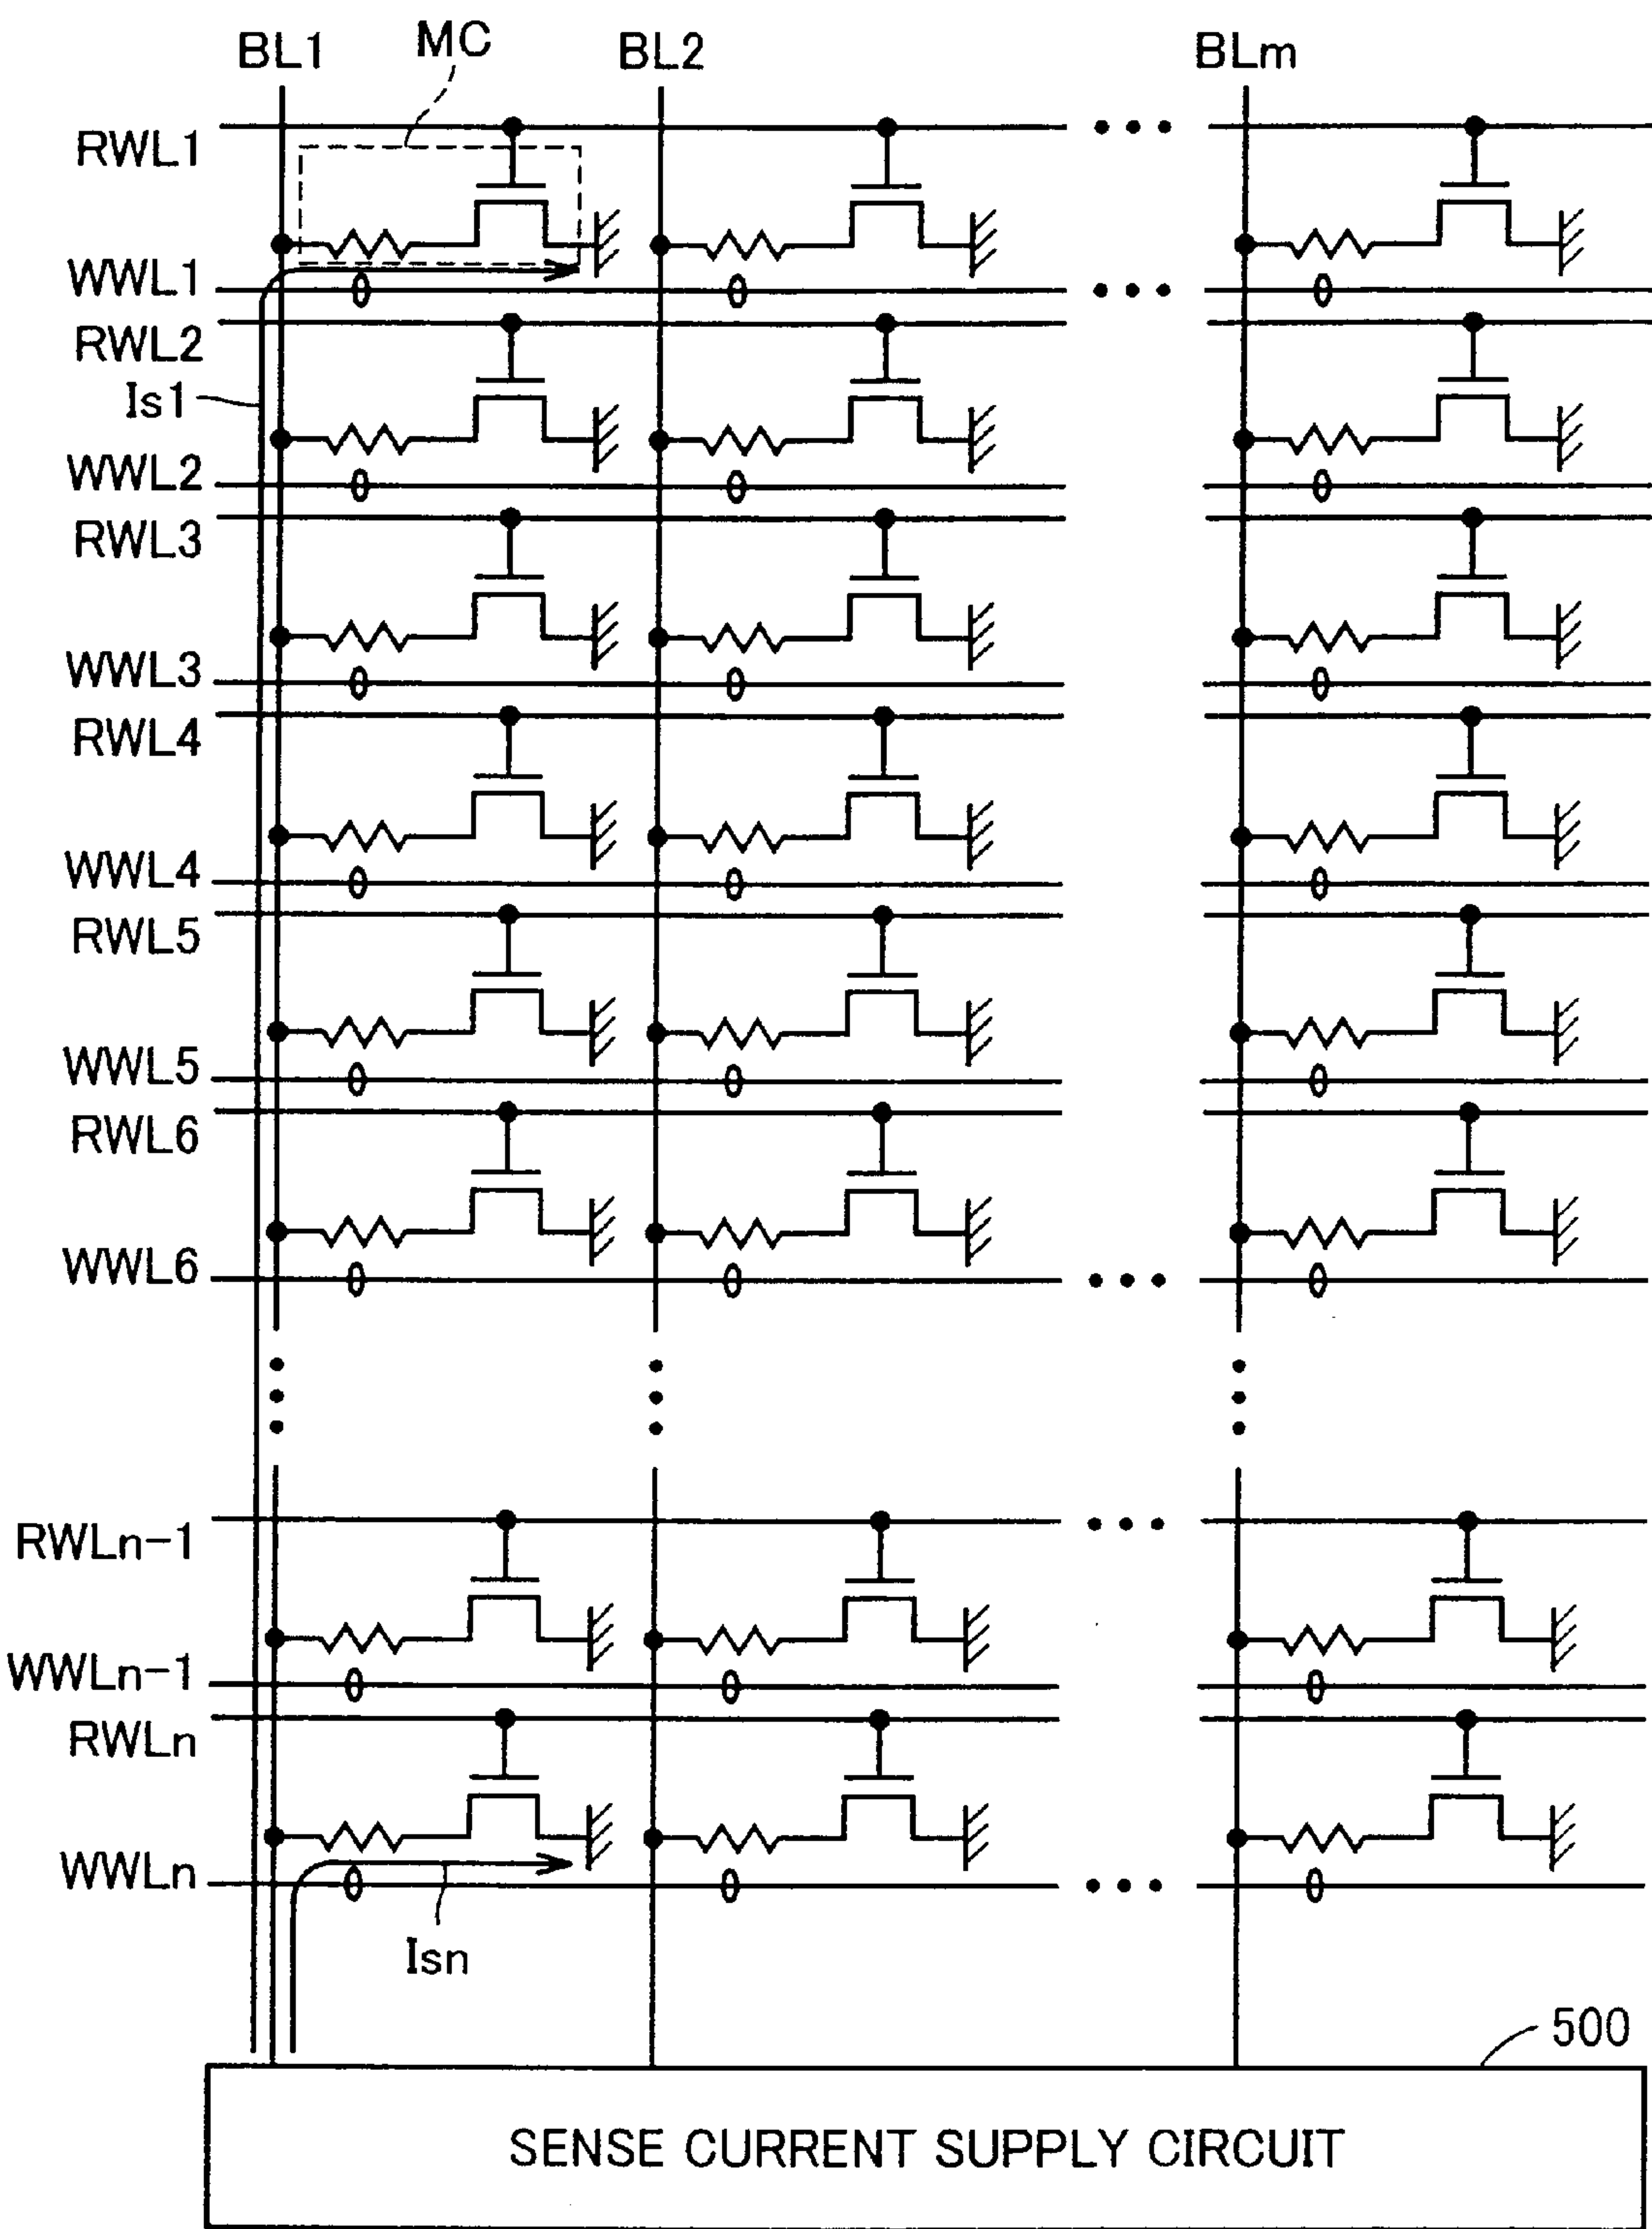 BL1 MC BL2 BLm
RWL1
WWL1
RWL2
Is1
WWL2
RWL3
WWL3
RWL4
WWL4
RWL5
WWL5
RWL6
WWL6
RWLn-1
WWLn-1
RWLn
WWLn
Isn
500
SENSE CURRENT SUPPLY CIRCUIT